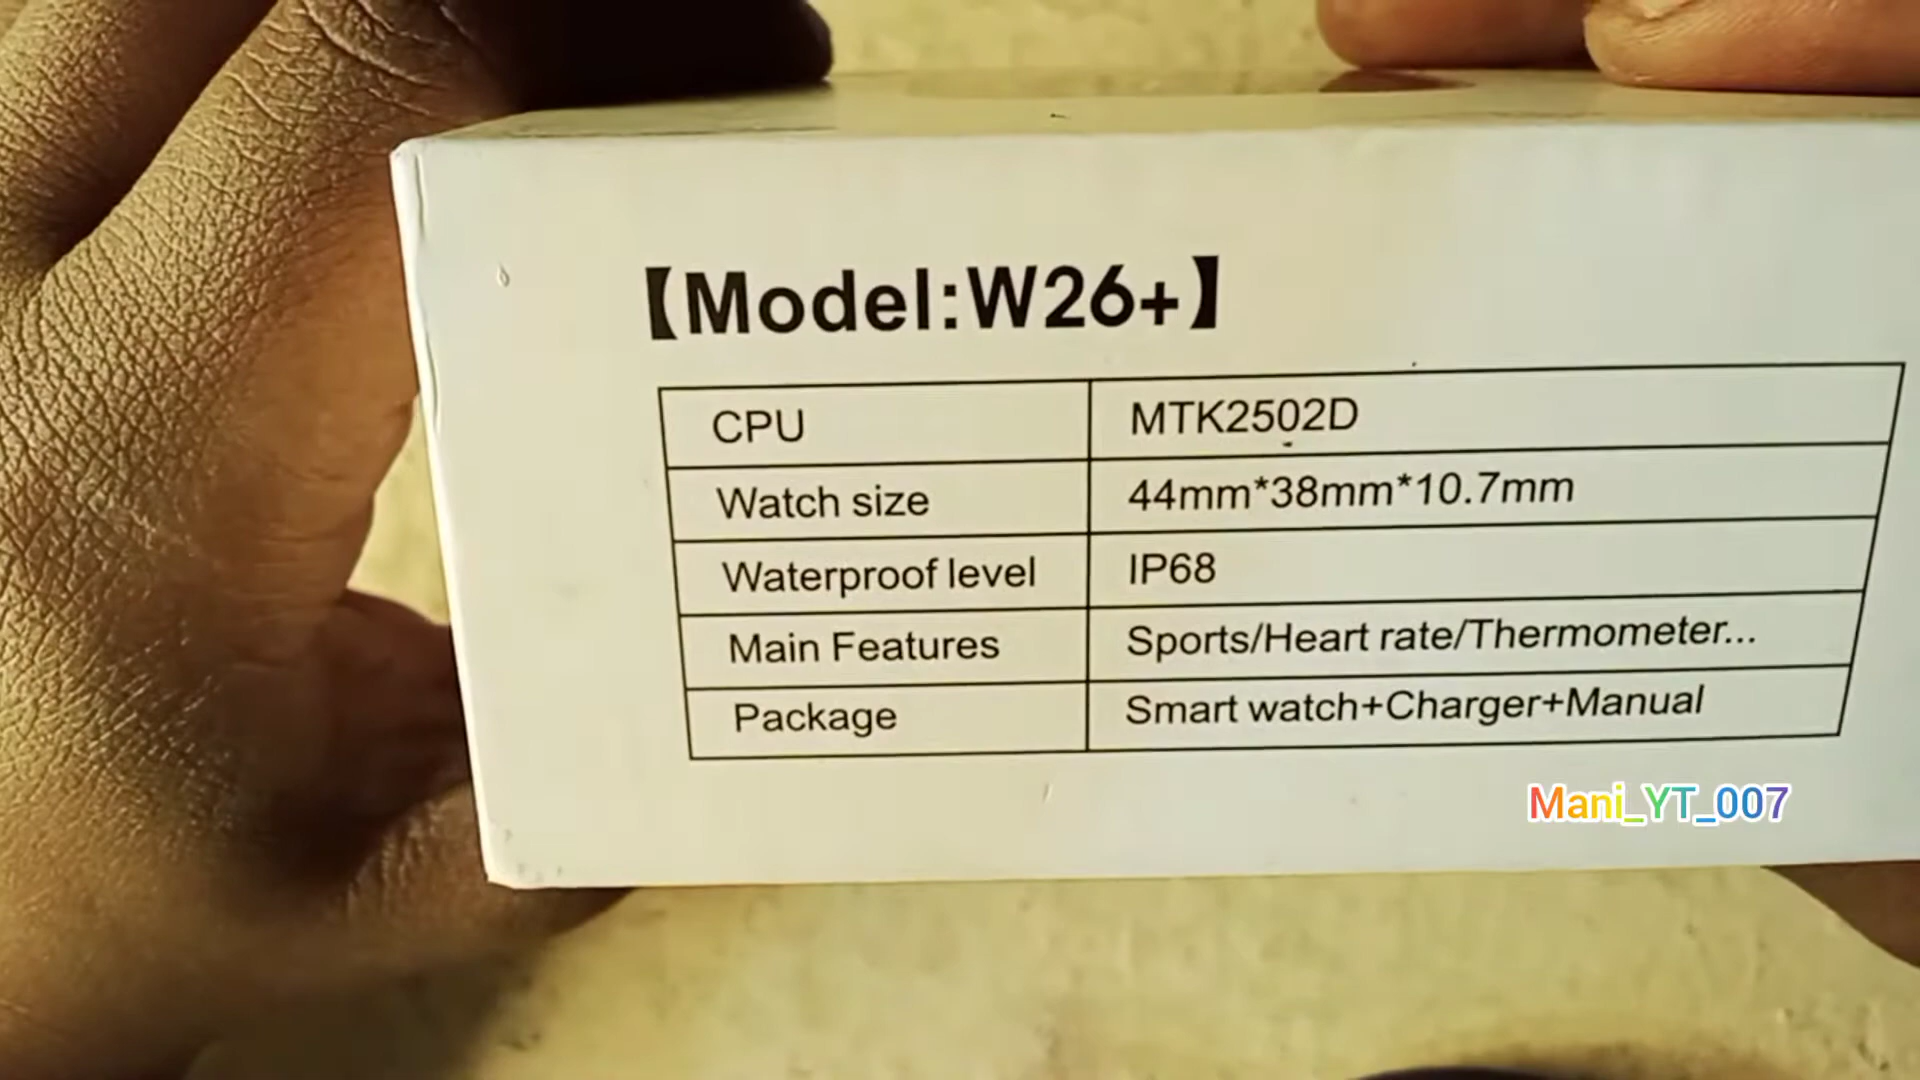 【Model:W26+】
CPU MTK2502D
Watch size 44mm*38mm*10.7mm
Waterproof level IP68
Main Features Sports/Heart rate/Thermometer...
Package Smart watch+Charger+Manual
Mani_YT_007